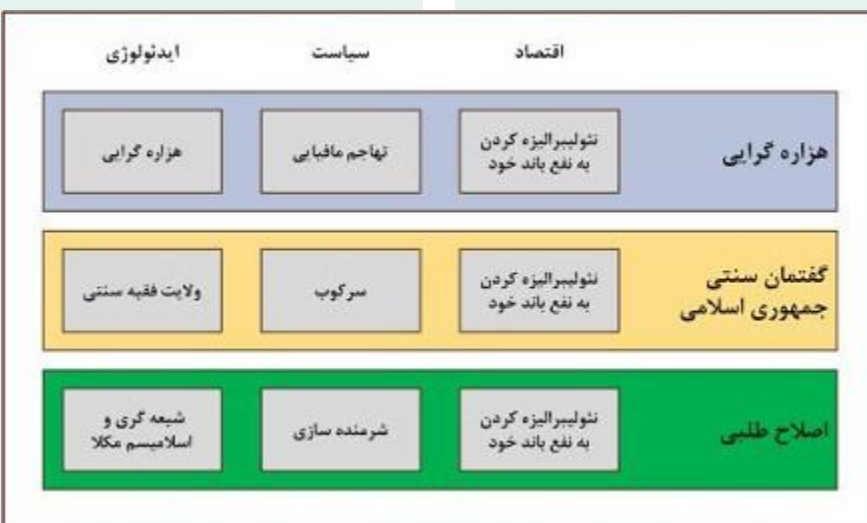 اقتصاد سیاست ایدئولوژی
هزاره گرایی
نئولیبرالیزه کردن
به نفع باند خود
تهاجم مافیایی
هزاره گرایی
گفتمان سنتی
جمهوری اسلامی
نئولیبرالیزه کردن
به نفع باند خود
سرکوب
ولایت فقیه سنتی
اصلاح طلبی
نئولیبرالیزه کردن
به نفع باند خود
شرمنده سازی
شیعه گری و
اسلامیسم مکلا